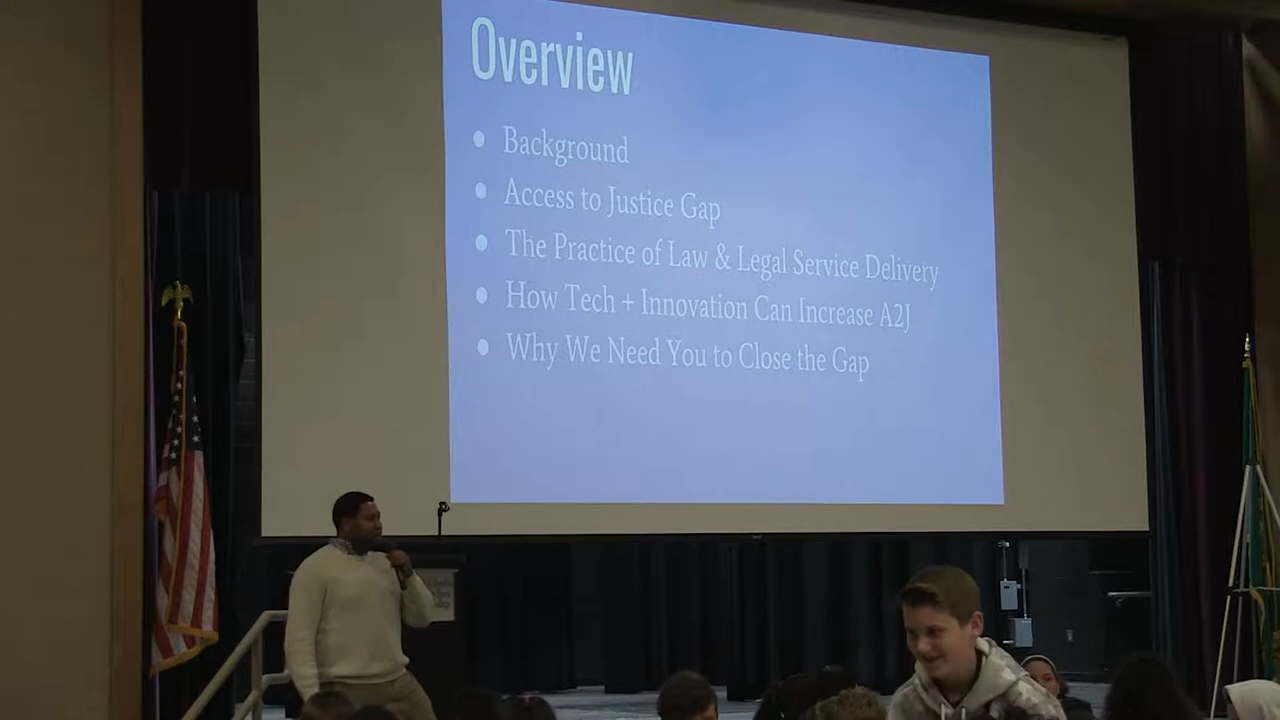 Overview
• Background
• Access to Justice Gap
• The Practice of Law & Legal Service Delivery
• How Tech + Innovation Can Increase A2J
• Why We Need You to Close the Gap